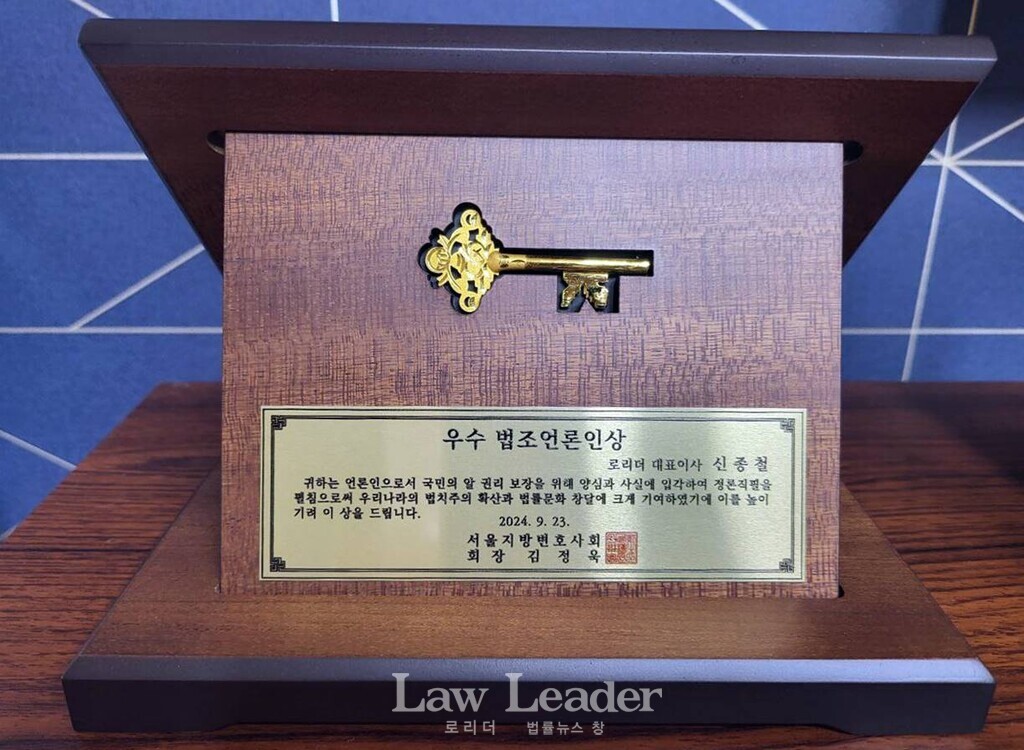 우수 법조언론인상
로리더 대표이사 신종철
귀하는 언론인으로서 국민의 알 권리 보장을 위해 양심과 사실에 입각하여 정론직필을
펼침으로써 우리나라의 법치주의 확산과 법률문화 창달에 크게 기여하였기에 이를 높이
기려 이 상을 드립니다.
2024. 9. 23.
서울지방변호사회
회장 김정욱
Law Leader
로리더 법률뉴스 창